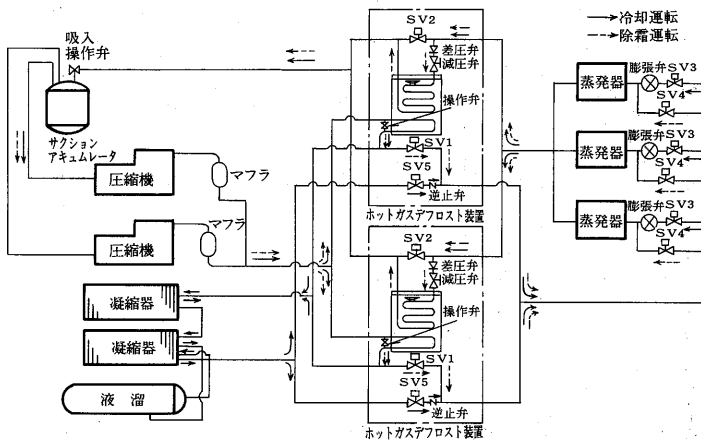 →冷却運転
⇢除霜運転
SV2
吸入
操作弁
差圧弁
減圧弁
操作弁
SV1
SV5
逆止弁
ホットガスデフロスト装置
サクション
アキュムレータ
圧縮機
マフラ
圧縮機
マフラ
凝縮器
凝縮器
液溜
SV2
差圧弁
減圧弁
操作弁
SV1
SV5
逆止弁
ホットガスデフロスト装置
蒸発器
膨張弁
SV3
SV4
蒸発器
膨張弁
SV3
SV4
蒸発器
膨張弁
SV3
SV4